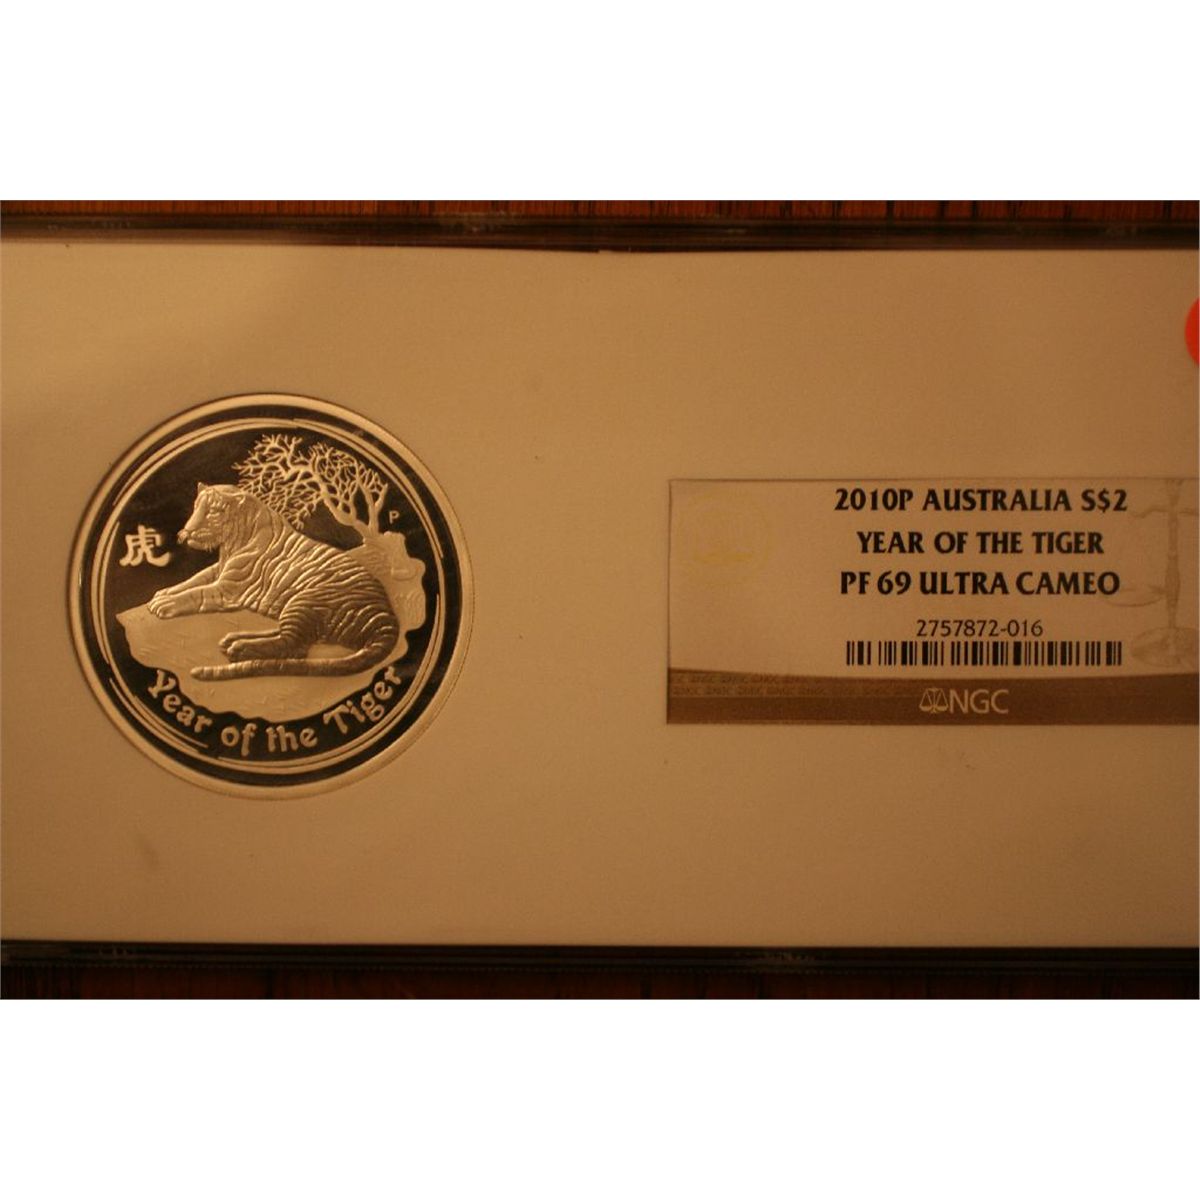 虎
P
Year of the Tiger
2010P AUSTRALIA S$2
YEAR OF THE TIGER
PF 69 ULTRA CAMEO
2757872-016
NGC